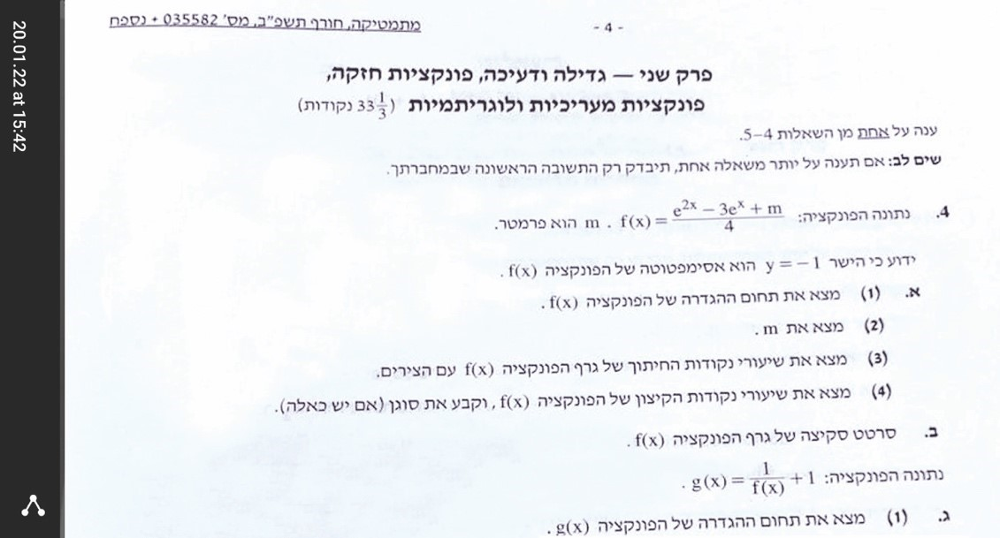 20.01.22 at 15:42
מתמטיקה, חורף תשפ"ב, מס' 035582 + נספח
- 4 -
פרק שני — גדילה ודעיכה, פונקציות חזקה,
פונקציות מעריכיות ולוגריתמיות (33 1/3 נקודות)
ענה על אחת מן השאלות 4–5.
שים לב: אם תענה על יותר משאלה אחת, תיבדק רק התשובה הראשונה שבמחברתך.
4. נתונה הפונקציה: f(x) = (e^{2x} − 3e^x + m)/4 . m הוא פרמטר.
ידוע כי הישר y = −1 הוא אסימפטוטה של הפונקציה f(x) .
א. (1) מצא את תחום ההגדרה של הפונקציה f(x) .
(2) מצא את m .
(3) מצא את שיעורי נקודות החיתוך של גרף הפונקציה f(x) עם הצירים.
(4) מצא את שיעורי נקודות הקיצון של הפונקציה f(x) , וקבע את סוגן (אם יש כאלה).
ב. סרטט סקיצה של גרף הפונקציה f(x) .
נתונה הפונקציה: g(x) = 1/f(x) + 1 .
ג. (1) מצא את תחום ההגדרה של הפונקציה g(x) .